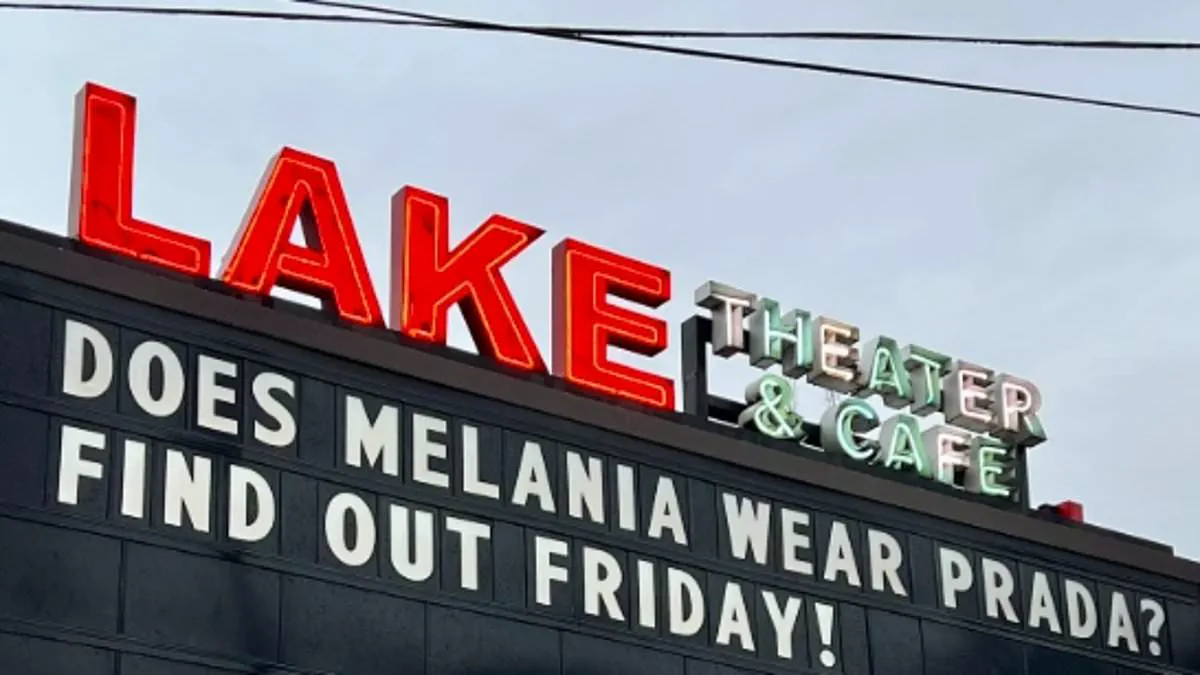 LAKE
THEATER
& CAFE
DOES MELANIA WEAR PRADA?
FIND OUT FRIDAY!